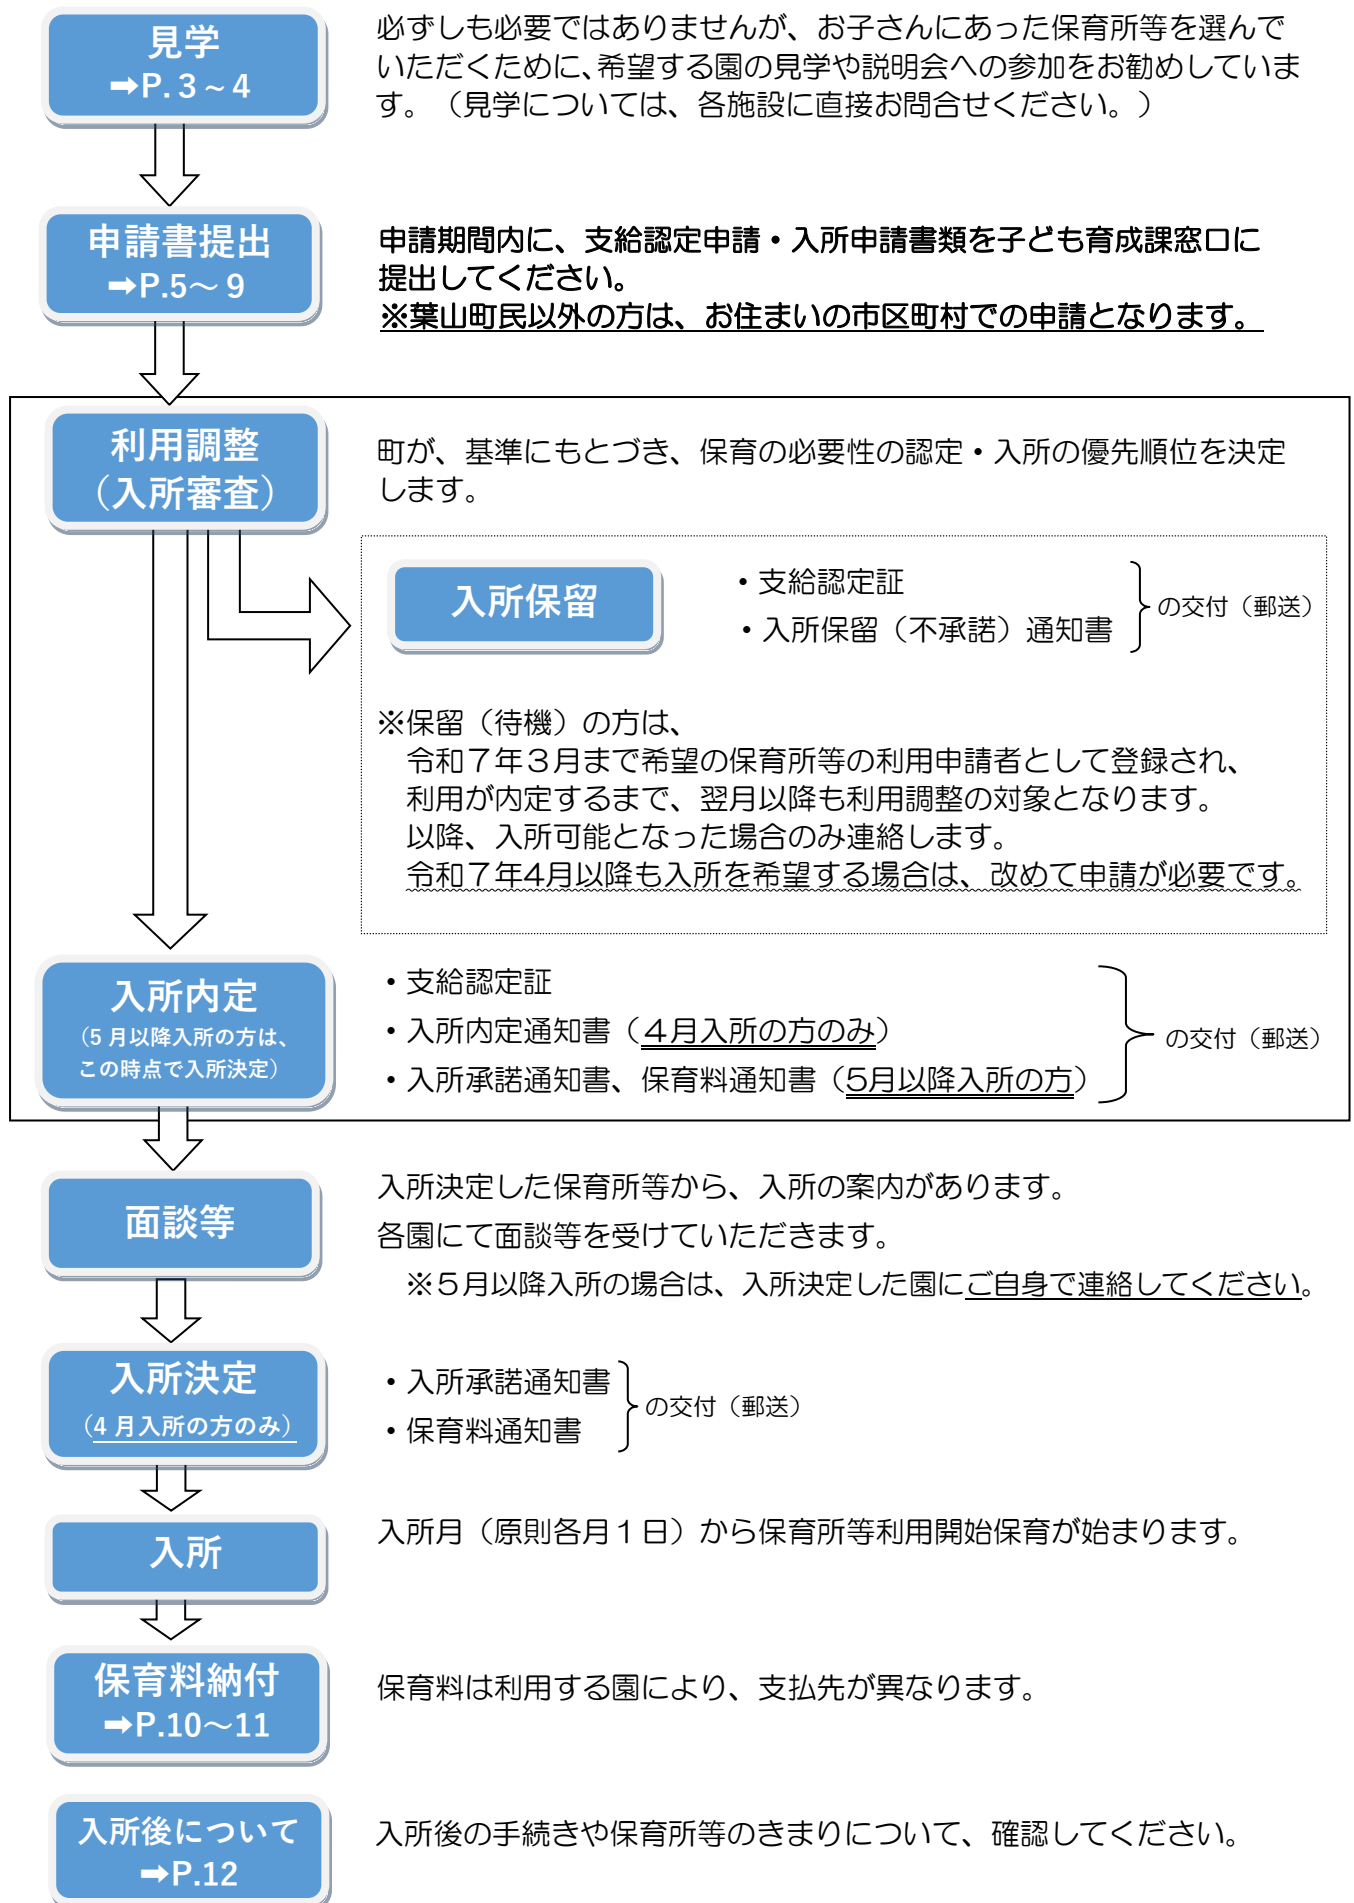 見学
➡P. 3 ~ 4
必ずしも必要ではありませんが、お子さんにあった保育所等を選んで
いただくために、希望する園の見学や説明会への参加をお勧めしていま
す。（見学については、各施設に直接お問合せください。）
申請書提出
➡P.5～ 9
申請期間内に、支給認定申請・入所申請書類を子ども育成課窓口に
提出してください。
※葉山町民以外の方は、お住まいの市区町村での申請となります。
利用調整
（入所審査）
町が、基準にもとづき、保育の必要性の認定・入所の優先順位を決定
します。
入所保留
・支給認定証
・入所保留（不承諾）通知書
の交付（郵送）
※保留（待機）の方は、
令和７年３月まで希望の保育所等の利用申請者として登録され、
利用が内定するまで、翌月以降も利用調整の対象となります。
以降、入所可能となった場合のみ連絡します。
令和７年4月以降も入所を希望する場合は、改めて申請が必要です。
入所内定
（5 月以降入所の方は、
この時点で入所決定）
・支給認定証
・入所内定通知書（４月入所の方のみ）
・入所承諾通知書、保育料通知書（5月以降入所の方）
の交付（郵送）
面談等
入所決定した保育所等から、入所の案内があります。
各園にて面談等を受けていただきます。
※５月以降入所の場合は、入所決定した園にご自身で連絡してください。
入所決定
（4 月入所の方のみ）
・入所承諾通知書
・保育料通知書
の交付（郵送）
入所
入所月（原則各月１日）から保育所等利用開始保育が始まります。
保育料納付
➡P.10～11
保育料は利用する園により、支払先が異なります。
入所後について
➡P.12
入所後の手続きや保育所等のきまりについて、確認してください。